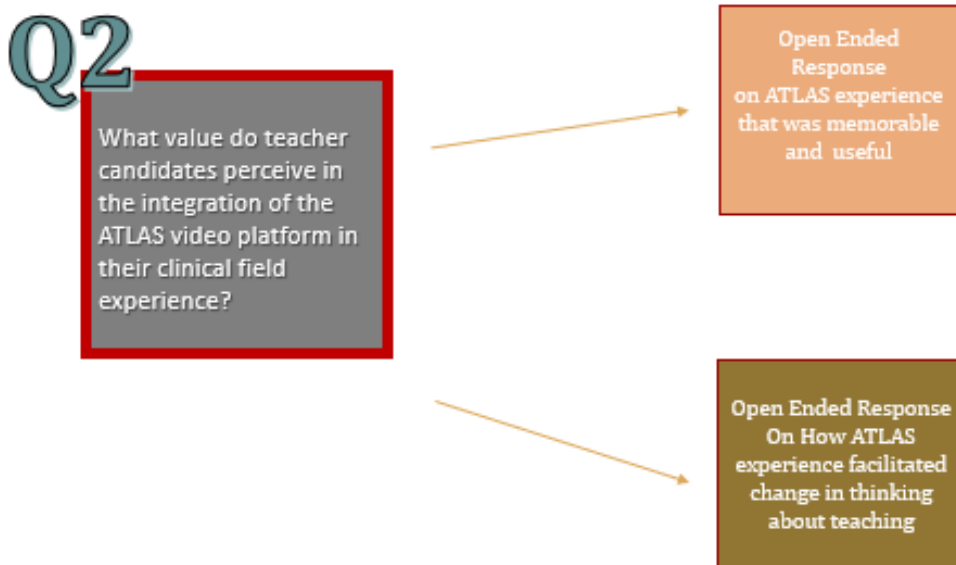 Q2
What value do teacher
candidates perceive in
the integration of the
ATLAS video platform in
their clinical field
experience?
Open Ended
Response
on ATLAS experience
that was memorable
and useful
Open Ended Response
On How ATLAS
experience facilitated
change in thinking
about teaching